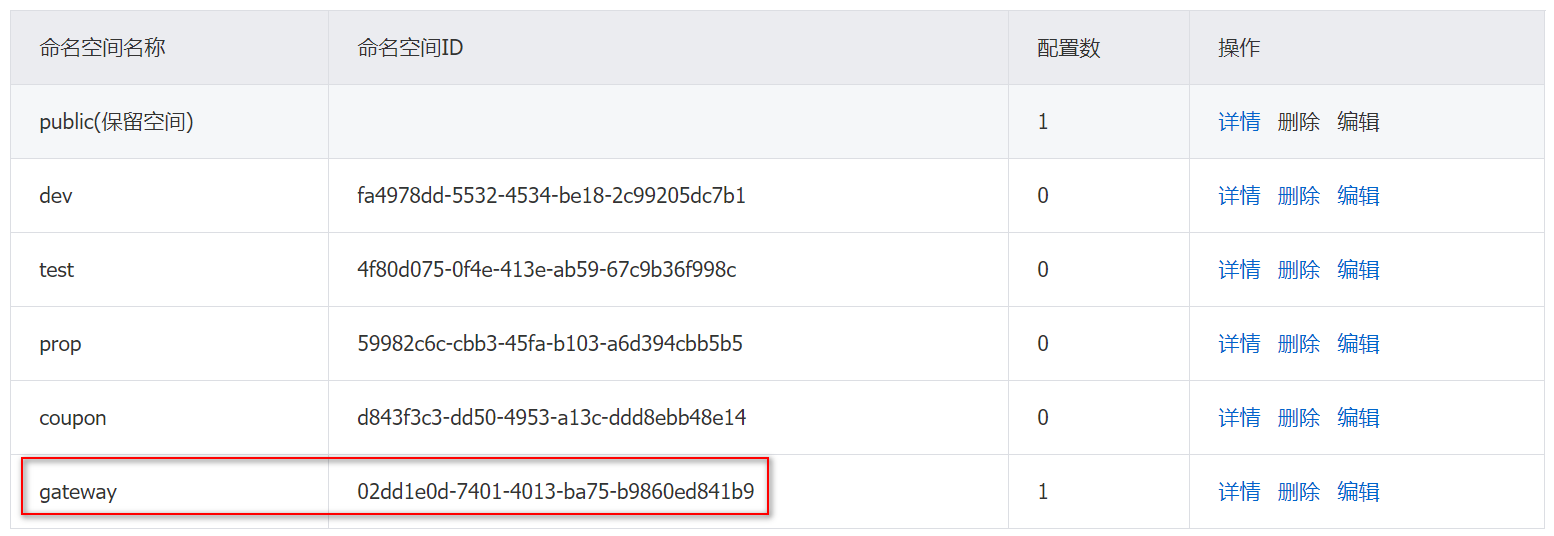 命名空间名称 命名空间ID 配置数 操作
public(保留空间) 1 详情 删除 编辑
dev fa4978dd-5532-4534-be18-2c99205dc7b1 0 详情 删除 编辑
test 4f80d075-0f4e-413e-ab59-67c9b36f998c 0 详情 删除 编辑
prop 59982c6c-cbb3-45fa-b103-a6d394cbb5b5 0 详情 删除 编辑
coupon d843f3c3-dd50-4953-a13c-ddd8ebb48e14 0 详情 删除 编辑
gateway 02dd1e0d-7401-4013-ba75-b9860ed841b9 1 详情 删除 编辑